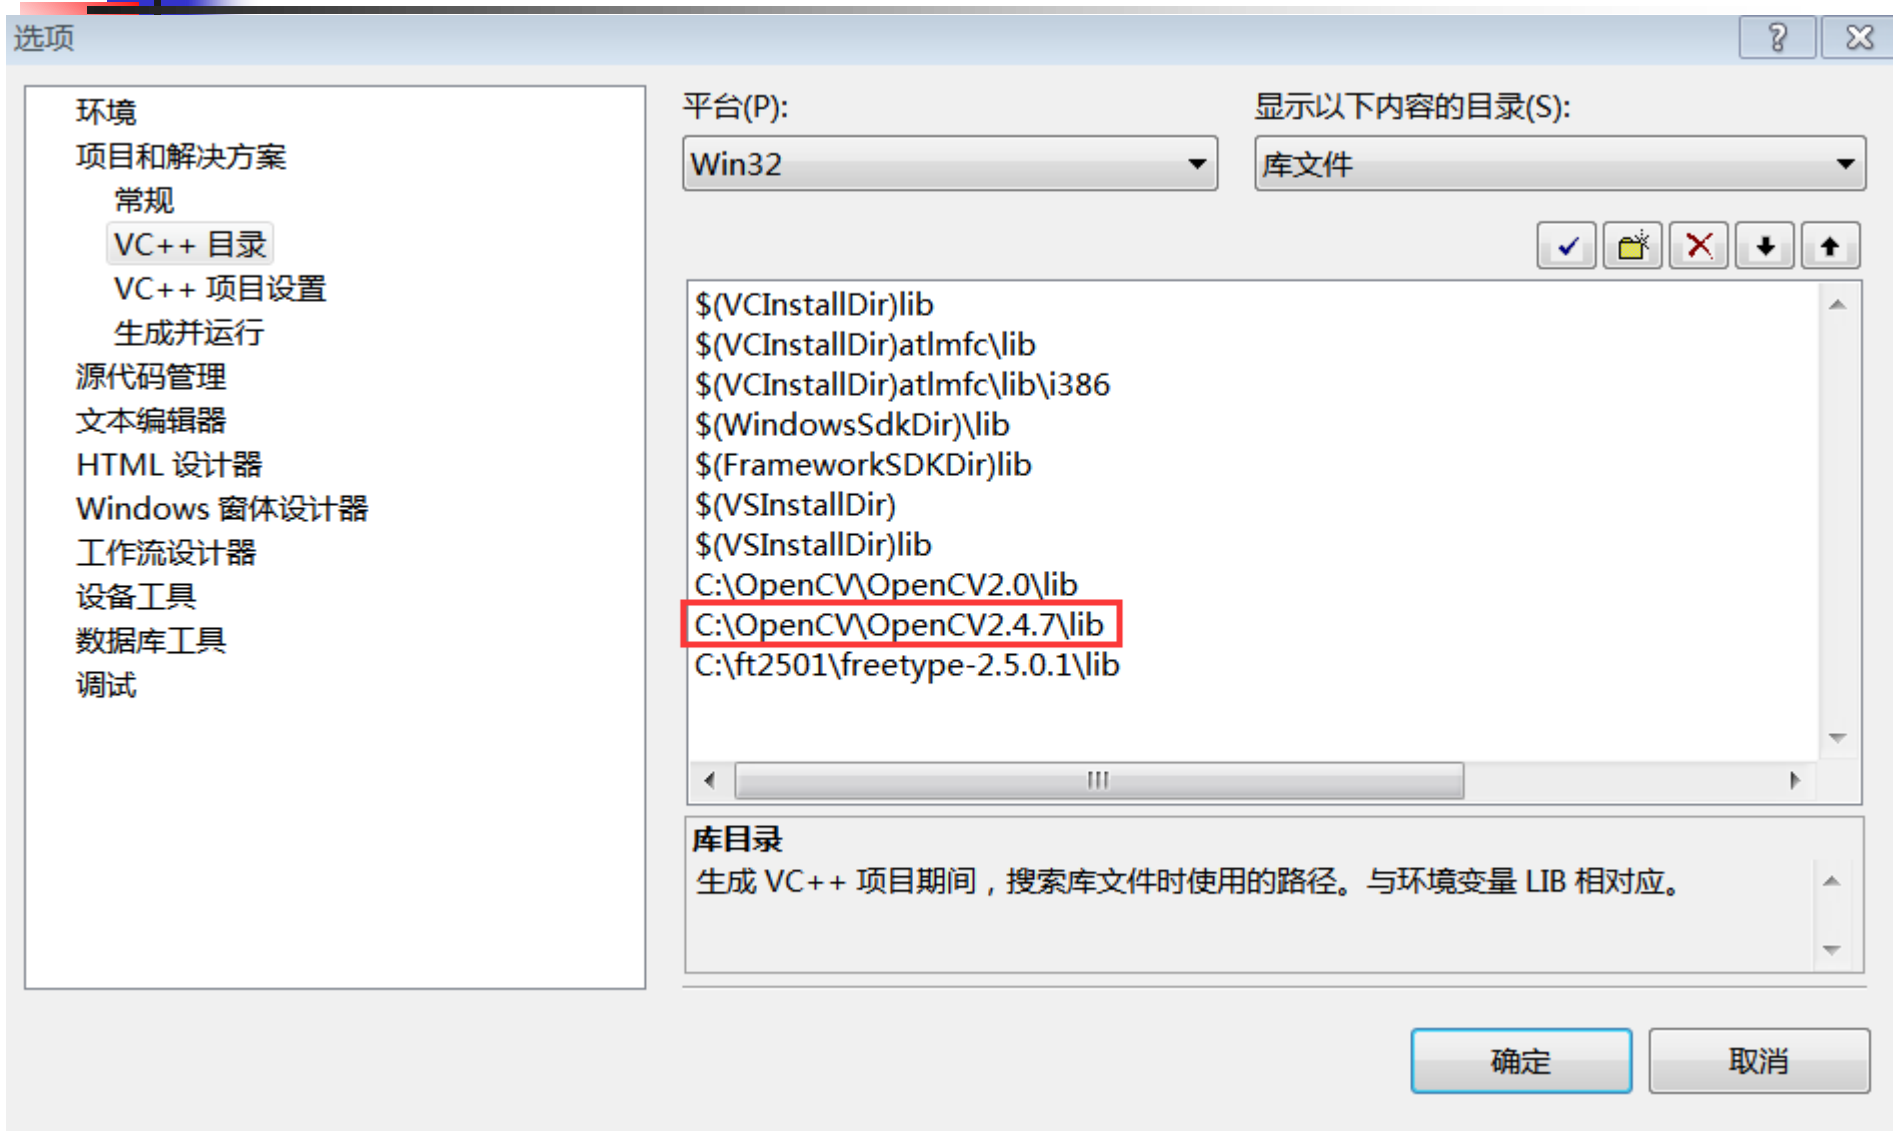 选项
环境
项目和解决方案
常规
VC++ 目录
VC++ 项目设置
生成并运行
源代码管理
文本编辑器
HTML 设计器
Windows 窗体设计器
工作流设计器
设备工具
数据库工具
调试
平台(P):
显示以下内容的目录(S):
Win32
库文件
$(VCInstallDir)lib
$(VCInstallDir)atlmfc\lib
$(VCInstallDir)atlmfc\lib\i386
$(WindowsSdkDir)\lib
$(FrameworkSDKDir)lib
$(VSInstallDir)
$(VSInstallDir)lib
C:\OpenCV\OpenCV2.0\lib
C:\OpenCV\OpenCV2.4.7\lib
C:\ft2501\freetype-2.5.0.1\lib
库目录
生成 VC++ 项目期间，搜索库文件时使用的路径。与环境变量 LIB 相对应。
确定
取消